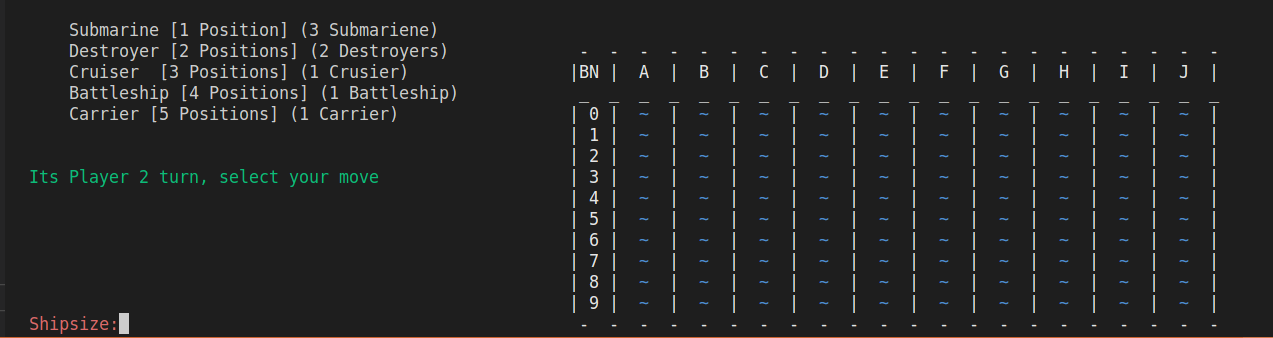 Submarine [1 Position] (3 Submariene)
Destroyer [2 Positions] (2 Destroyers)
Cruiser  [3 Positions] (1 Crusier)
Battleship [4 Positions] (1 Battleship)
Carrier [5 Positions] (1 Carrier)
Its Player 2 turn, select your move
Shipsize:
- - - - - - - - - - - - - - - - - - - - - -
|BN | A | B | C | D | E | F | G | H | I | J |
_ _ _ _ _ _ _ _ _ _ _ _ _ _ _ _ _ _ _ _ _ _
| 0 | ~ | ~ | ~ | ~ | ~ | ~ | ~ | ~ | ~ | ~ |
| 1 | ~ | ~ | ~ | ~ | ~ | ~ | ~ | ~ | ~ | ~ |
| 2 | ~ | ~ | ~ | ~ | ~ | ~ | ~ | ~ | ~ | ~ |
| 3 | ~ | ~ | ~ | ~ | ~ | ~ | ~ | ~ | ~ | ~ |
| 4 | ~ | ~ | ~ | ~ | ~ | ~ | ~ | ~ | ~ | ~ |
| 5 | ~ | ~ | ~ | ~ | ~ | ~ | ~ | ~ | ~ | ~ |
| 6 | ~ | ~ | ~ | ~ | ~ | ~ | ~ | ~ | ~ | ~ |
| 7 | ~ | ~ | ~ | ~ | ~ | ~ | ~ | ~ | ~ | ~ |
| 8 | ~ | ~ | ~ | ~ | ~ | ~ | ~ | ~ | ~ | ~ |
| 9 | ~ | ~ | ~ | ~ | ~ | ~ | ~ | ~ | ~ | ~ |
- - - - - - - - - - - - - - - - - - - - - -